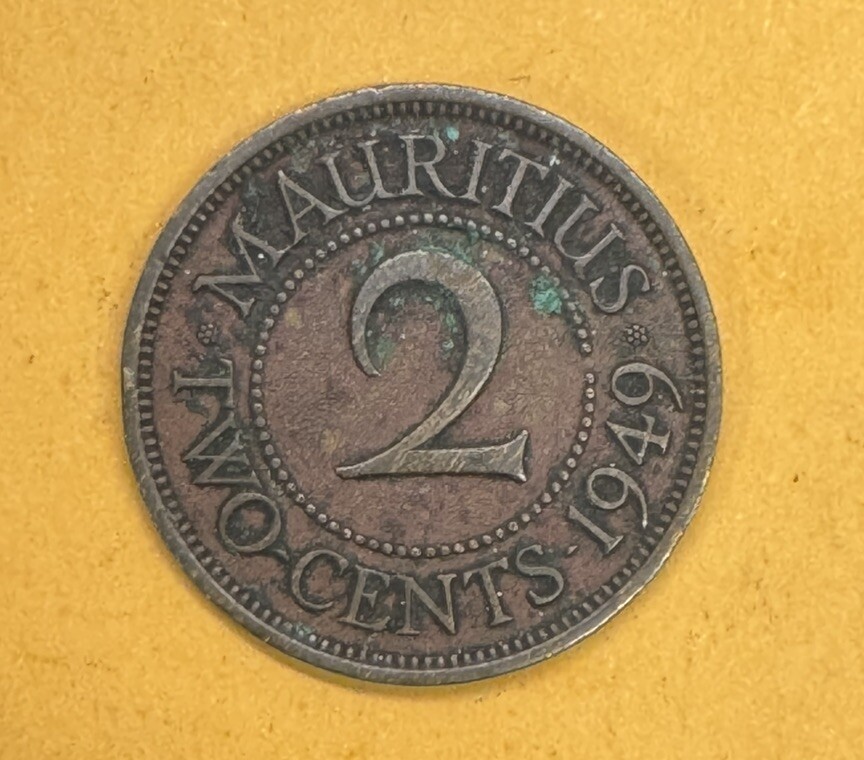 MAURITIUS
2
TWO CENTS · 1949